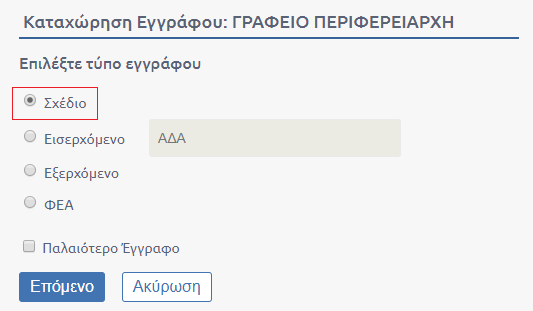 Καταχώρηση Εγγράφου: ΓΡΑΦΕΙΟ ΠΕΡΙΦΕΡΕΙΑΡΧΗ
Επιλέξτε τύπο εγγράφου
Σχέδιο
Εισερχόμενο ΑΔΑ
Εξερχόμενο
ΦΕΑ
Παλαιότερο Έγγραφο
Επόμενο Ακύρωση